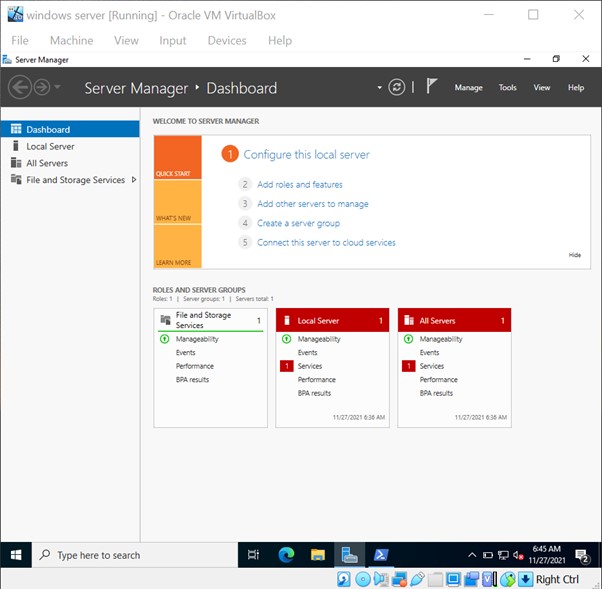 windows server [Running] - Oracle VM VirtualBox
File Machine View Input Devices Help
Server Manager
Server Manager Dashboard
Manage Tools View Help
Dashboard
Local Server
All Servers
File and Storage Services
WELCOME TO SERVER MANAGER
QUICK START
WHAT'S NEW
LEARN MORE
1 Configure this local server
2 Add roles and features
3 Add other servers to manage
4 Create a server group
5 Connect this server to cloud services
Hide
ROLES AND SERVER GROUPS
Roles: 1 | Server groups: 1 | Servers total: 1
File and Storage
Services 1
Manageability
Events
Performance
BPA results
Local Server 1
Manageability
Events
1 Services
Performance
BPA results
11/27/2021 6:36 AM
All Servers 1
Manageability
Events
1 Services
Performance
BPA results
11/27/2021 6:36 AM
Type here to search
6:45 AM
11/27/2021
2
Right Ctrl